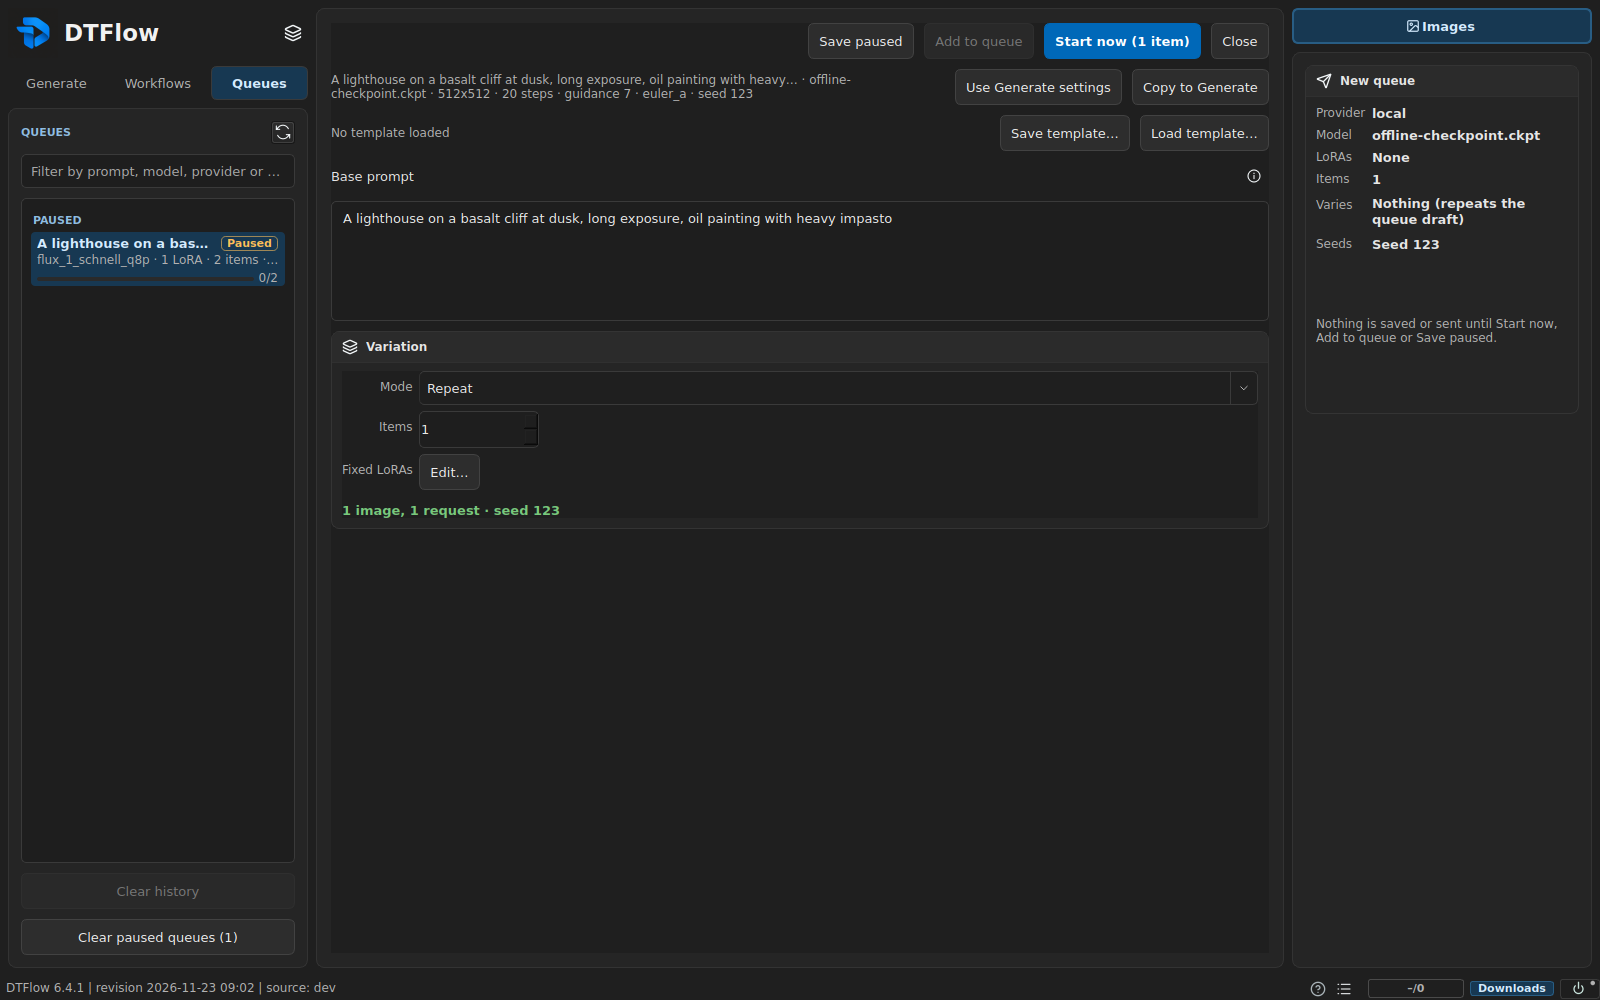 DTFlow
Generate
Workflows
Queues
QUEUES
Filter by prompt, model, provider or ...
PAUSED
A lighthouse on a bas...
Paused
flux_1_schnell_q8p · 1 LoRA · 2 items ·...
0/2
Clear history
Clear paused queues (1)
Save paused
Add to queue
Start now (1 item)
Close
A lighthouse on a basalt cliff at dusk, long exposure, oil painting with heavy... · offline-
checkpoint.ckpt · 512x512 · 20 steps · guidance 7 · euler_a · seed 123
Use Generate settings
Copy to Generate
No template loaded
Save template...
Load template...
Base prompt
A lighthouse on a basalt cliff at dusk, long exposure, oil painting with heavy impasto
Variation
Mode
Repeat
Items
1
Fixed LoRAs
Edit...
1 image, 1 request · seed 123
Images
New queue
Provider local
Model offline-checkpoint.ckpt
LoRAs None
Items 1
Varies Nothing (repeats the
queue draft)
Seeds Seed 123
Nothing is saved or sent until Start now,
Add to queue or Save paused.
DTFlow 6.4.1 | revision 2026-11-23 09:02 | source: dev
-/0
Downloads